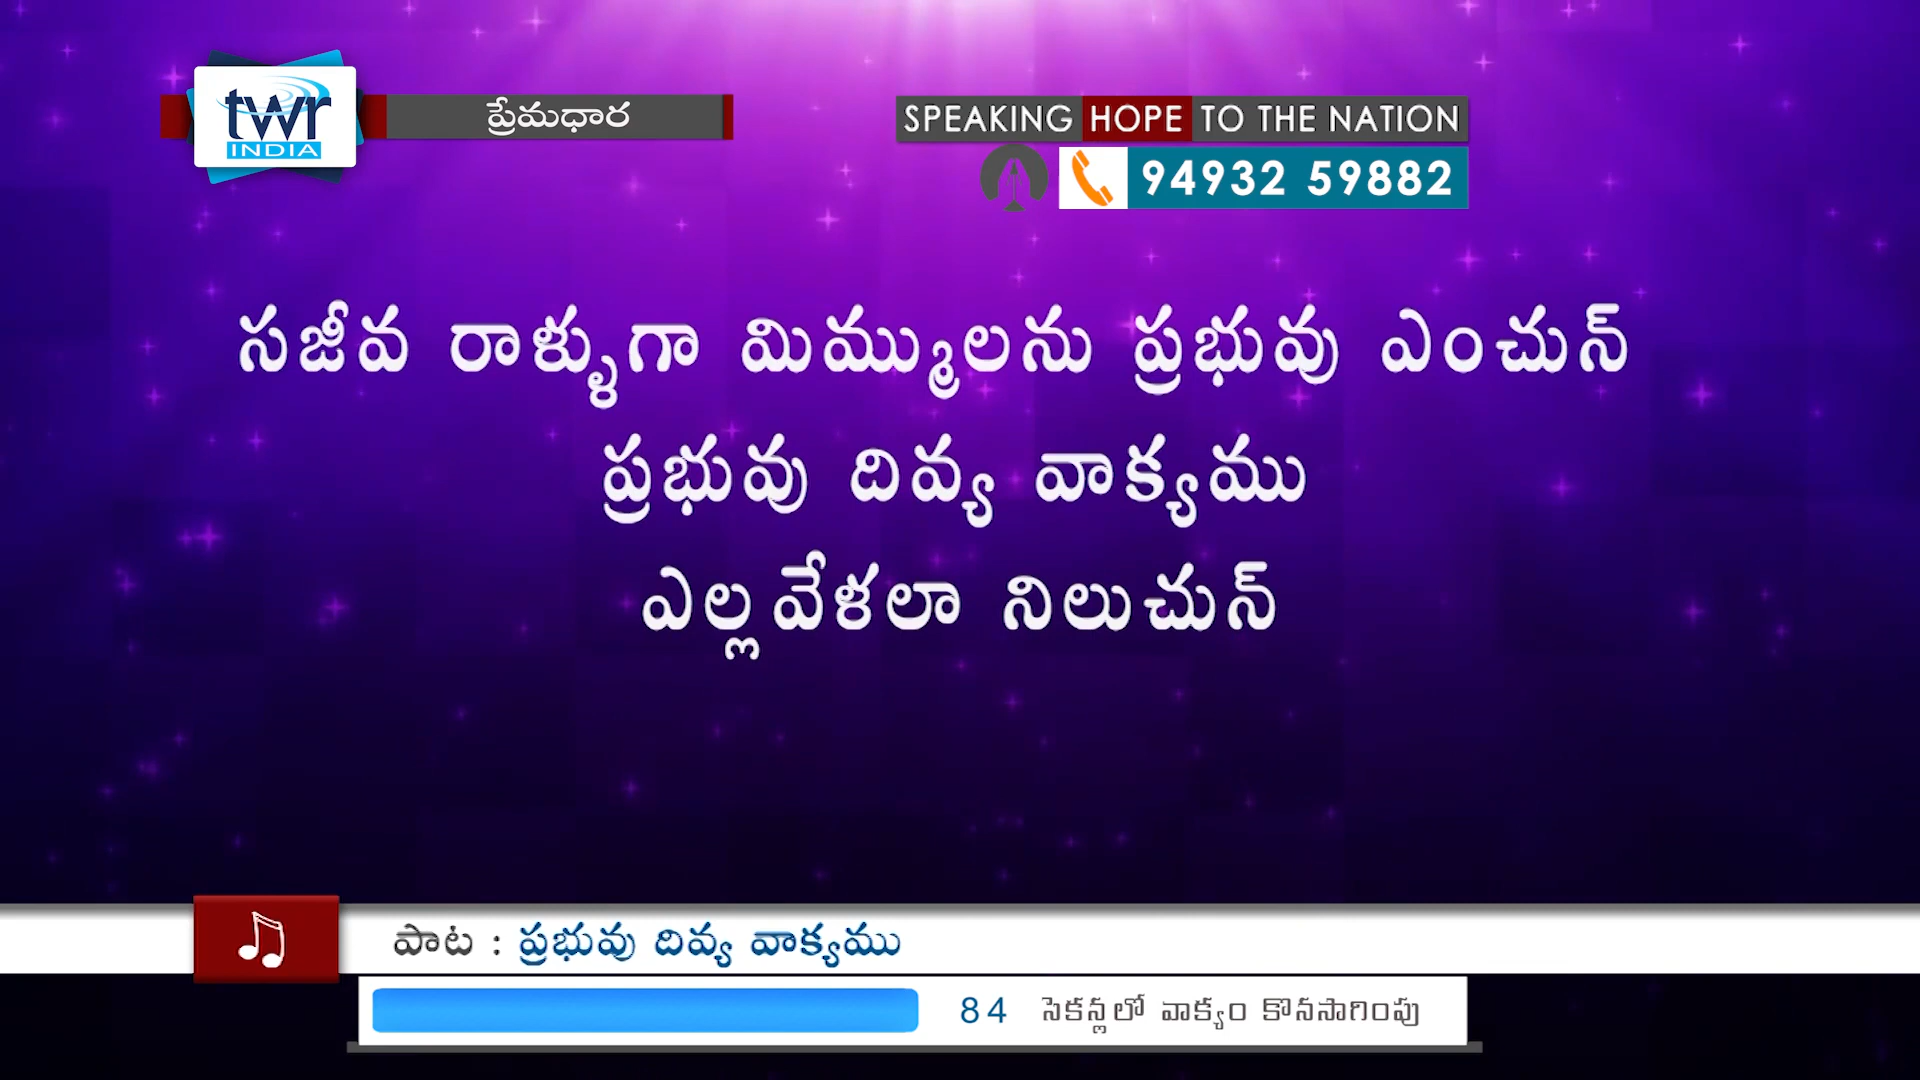 twr
INDIA
ప్రేమధార
SPEAKING HOPE TO THE NATION
94932 59882
సజీవ రాళ్ళుగా మిమ్ములను ప్రభువు ఎంచున్
ప్రభువు దివ్య వాక్యము
ఎల్లవేళలా నిలుచున్
పాట : ప్రభువు దివ్య వాక్యము
84 సెకన్లలో వాక్యం కొనసాగింపు